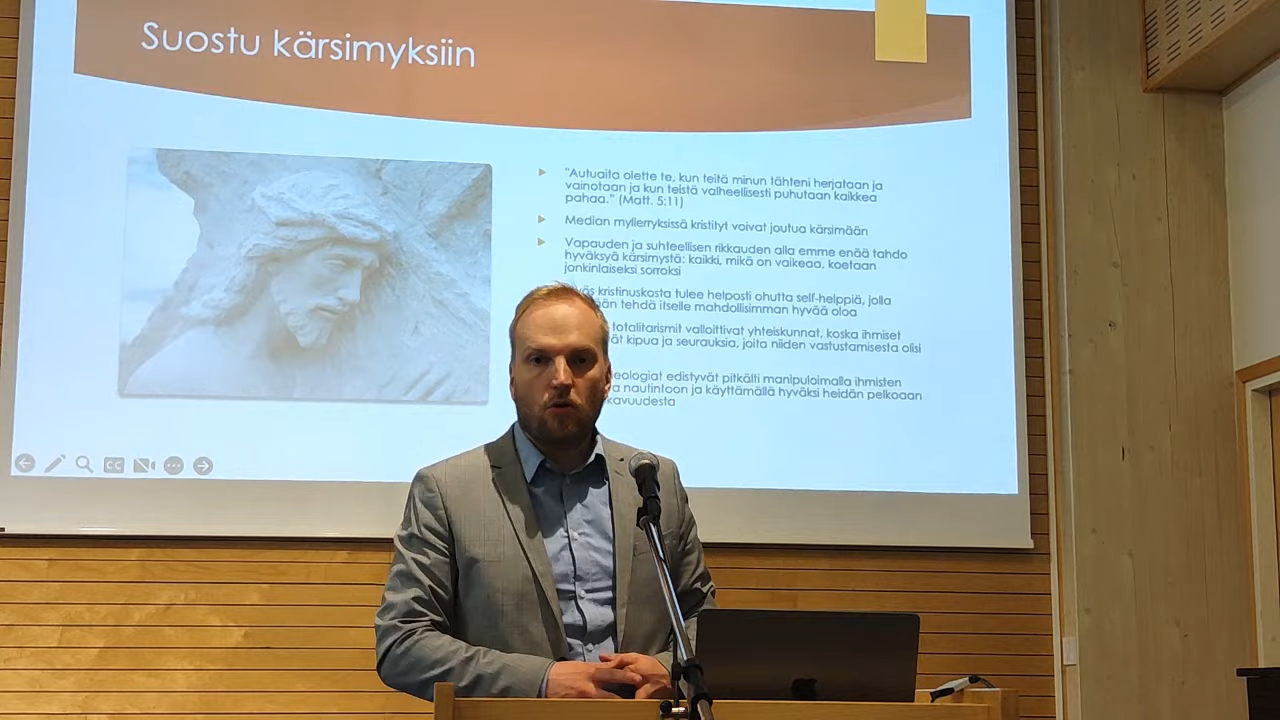 Suostu kärsimyksiin
"Autuaita olette te, kun teitä minun tähteni herjataan ja
vainotaan ja kun teistä valheellisesti puhutaan kaikkea
pahaa." (Matt. 5:11)
Median myllerryksissä kristityt voivat joutua kärsimään
Vapauden ja suhteellisen rikkauden alla emme enää tahdo
hyväksyä kärsimystä: kaikki, mikä on vaikeaa, koetaan
jonkinlaiseksi sorroksi
kristinuskosta tulee helposti ohutta self-helppiä, jolla
tehdä itselle mahdollisimman hyvää oloa
totalitarismit valloittivat yhteiskunnat, koska ihmiset
kipua ja seurauksia, joita niiden vastustamisesta olisi
edistyvät pitkälti manipuloimalla ihmisten
nautintoon ja käyttämällä hyväksi heidän pelkoaan
CC